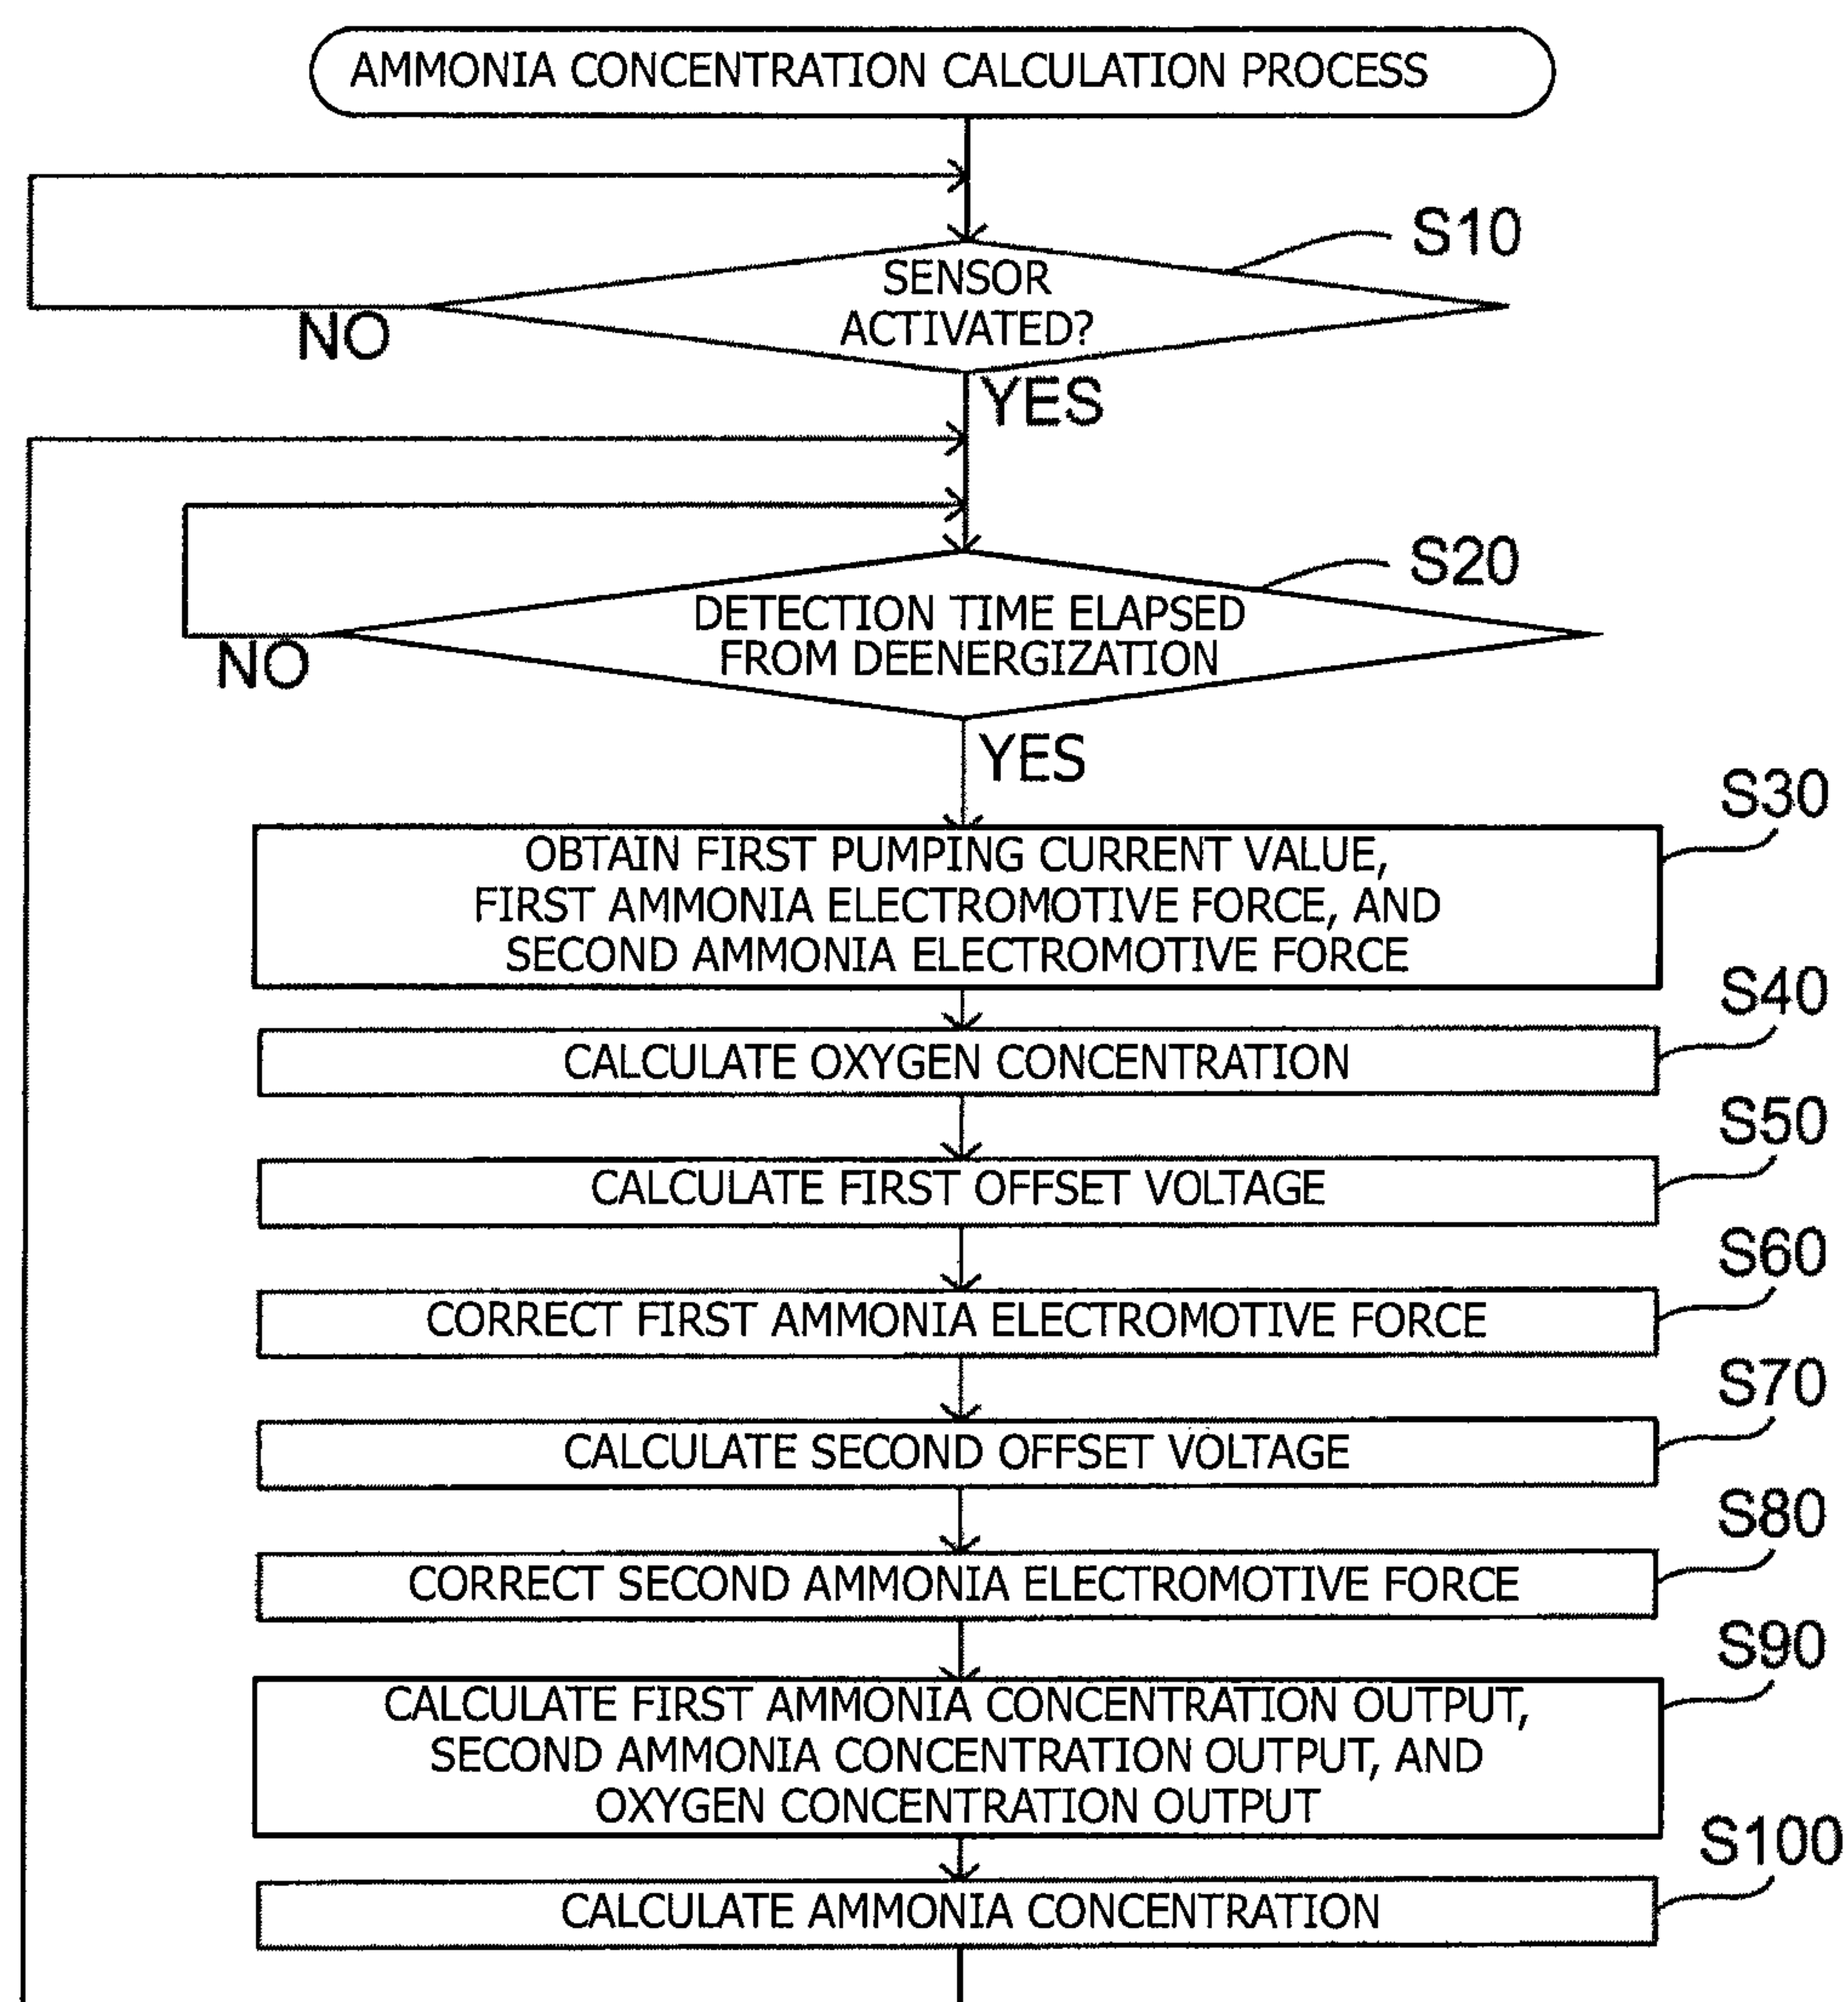 AMMONIA CONCENTRATION CALCULATION PROCESS
S10
SENSOR
ACTIVATED?
NO
YES
S20
DETECTION TIME ELAPSED
FROM DEENERGIZATION
NO
YES
S30
OBTAIN FIRST PUMPING CURRENT VALUE,
FIRST AMMONIA ELECTROMOTIVE FORCE, AND
SECOND AMMONIA ELECTROMOTIVE FORCE
S40
CALCULATE OXYGEN CONCENTRATION
S50
CALCULATE FIRST OFFSET VOLTAGE
S60
CORRECT FIRST AMMONIA ELECTROMOTIVE FORCE
S70
CALCULATE SECOND OFFSET VOLTAGE
S80
CORRECT SECOND AMMONIA ELECTROMOTIVE FORCE
S90
CALCULATE FIRST AMMONIA CONCENTRATION OUTPUT,
SECOND AMMONIA CONCENTRATION OUTPUT, AND
OXYGEN CONCENTRATION OUTPUT
S100
CALCULATE AMMONIA CONCENTRATION